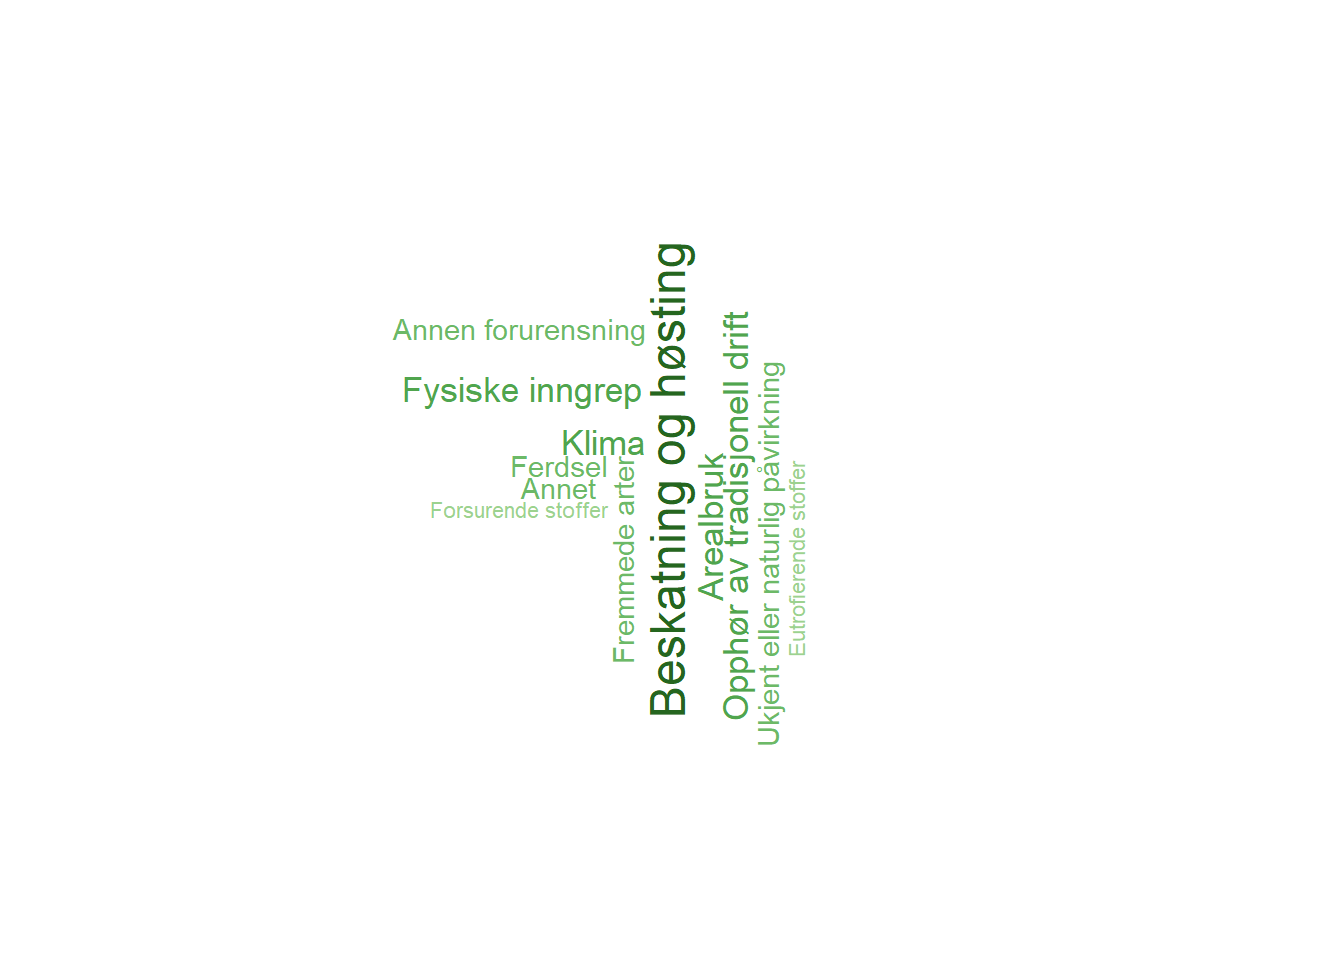 Annen forurensning
Fysiske inngrep
Klima
Ferdsel
Annet
Forsurende stoffer
Fremmede arter
Beskatning og høsting
Arealbruk
Opphør av tradisjonell drift
Ukjent eller naturlig påvirkning
Eutrofierende stoffer